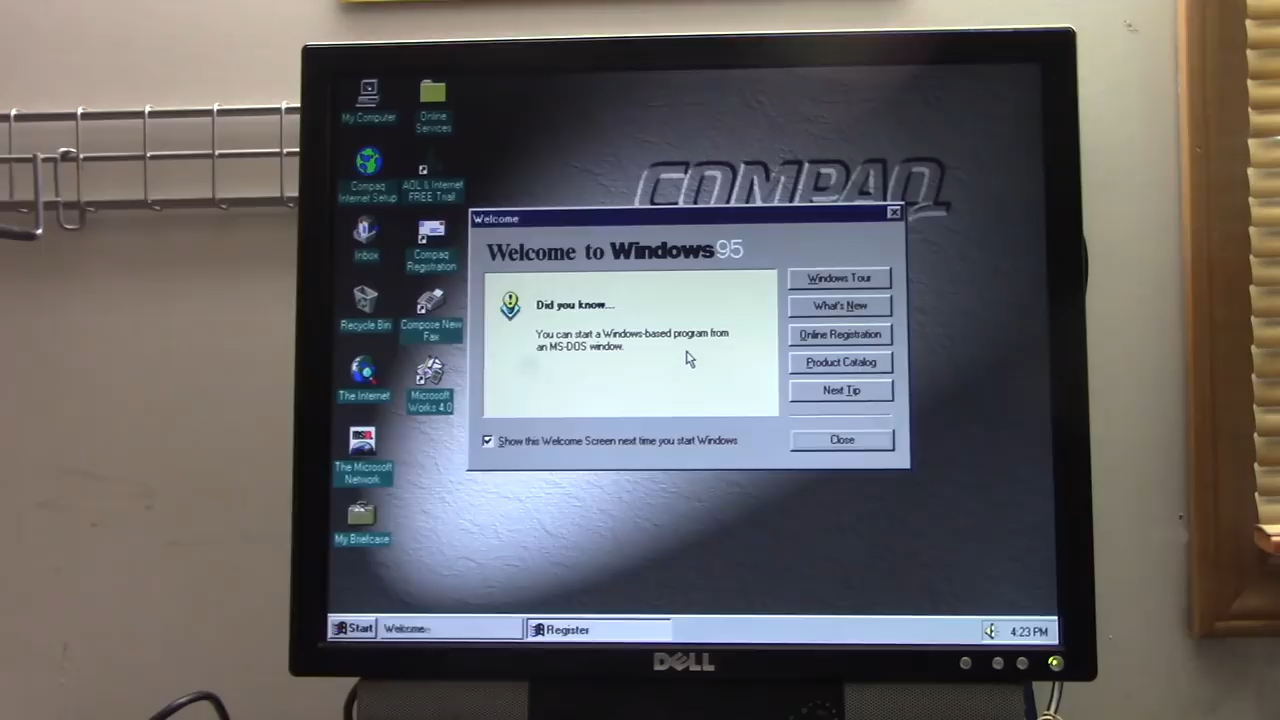 My Computer
Online
Services
Compaq
Internet Setup
AOL & Internet
FREE Trial!
Inbox
Compaq
Registration
Recycle Bin
Compose New
Fax
The Internet
Microsoft
Works 4.0
msn
The Microsoft
Network
My Briefcase
COMPAQ
Welcome
Welcome to Windows 95
Did you know...
You can start a Windows-based program from
an MS-DOS window.
Windows Tour
What's New
Online Registration
Product Catalog
Next Tip
Show this Welcome Screen next time you start Windows
Close
Start
Welcome
Register
4:23 PM
DELL